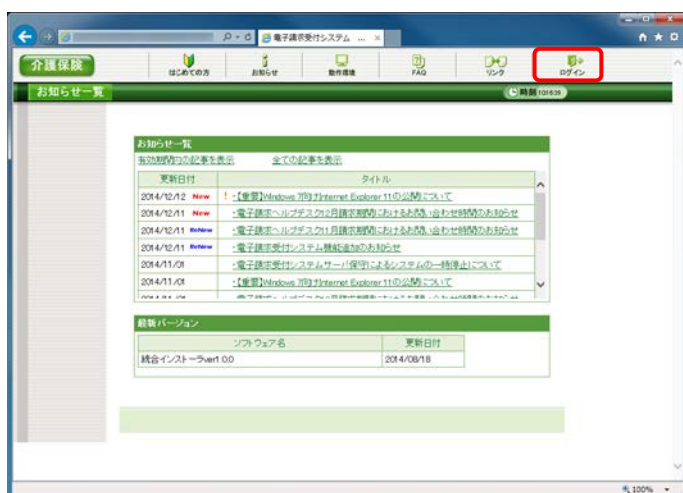 電子請求受付システム ...
介護保険
はじめての方
お知らせ
動作環境
FAQ
リンク
ログイン
お知らせ一覧
時刻 10:16:39
お知らせ一覧
有効期間内の記事を表示 全ての記事を表示
更新日付 タイトル
2014/12/12 New ! ・【重要】Windows 7向けInternet Explorer 11の公開について
2014/12/11 New ・電子請求ヘルプデスク12月請求期間におけるお問い合わせ時間のお知らせ
2014/12/11 ReNew ・電子請求ヘルプデスク11月請求期間におけるお問い合わせ時間のお知らせ
2014/12/11 ReNew ・電子請求受付システム機能追加のお知らせ
2014/11/01 ・電子請求受付システムサーバ保守によるシステムの一時停止について
2014/11/01 ・【重要】Windows 7向けInternet Explorer 11の公開について
最新バージョン
ソフトウェア名 更新日付
統合インストーラver1.0.0 2014/08/18
100%